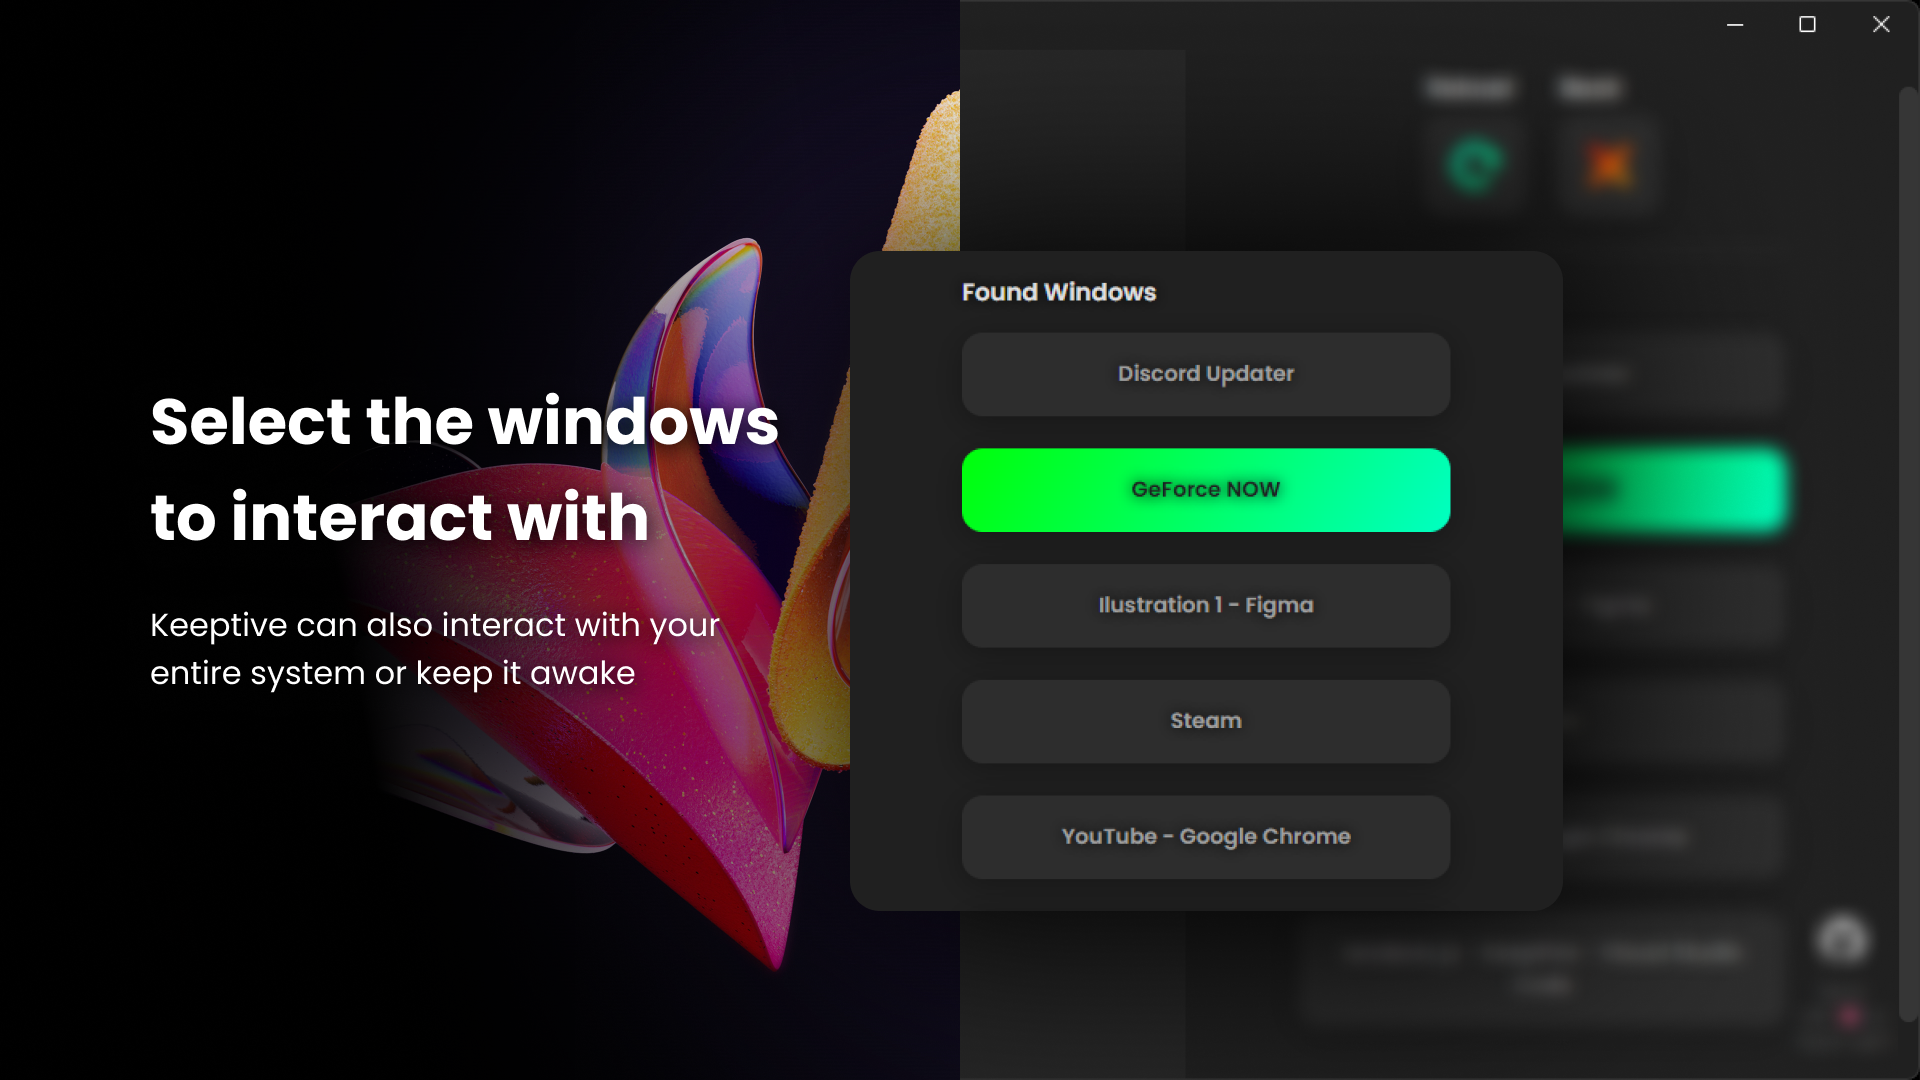 Select the windows
to interact with
Keeptive can also interact with your
entire system or keep it awake
Found Windows
Discord Updater
GeForce NOW
Ilustration 1 - Figma
Steam
YouTube - Google Chrome